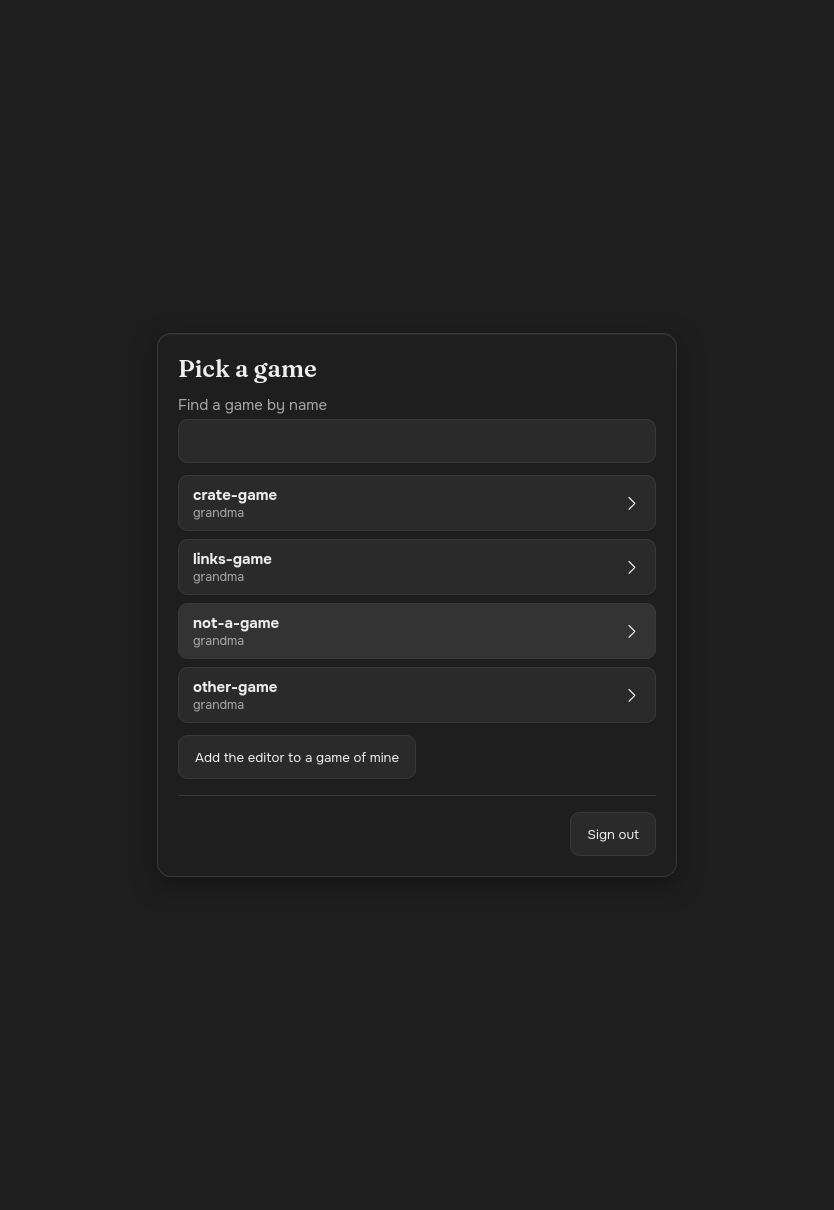 Pick a game
Find a game by name
crate-game
grandma
links-game
grandma
not-a-game
grandma
other-game
grandma
Add the editor to a game of mine
Sign out